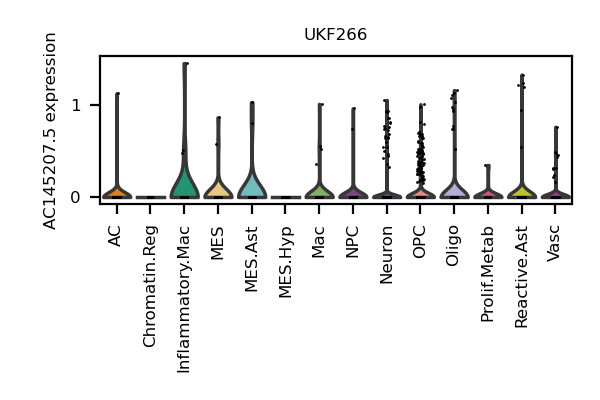 UKF266
AC145207.5 expression
1
0
AC
Chromatin.Reg
Inflammatory.Mac
MES
MES.Ast
MES.Hyp
Mac
NPC
Neuron
OPC
Oligo
Prolif.Metab
Reactive.Ast
Vasc